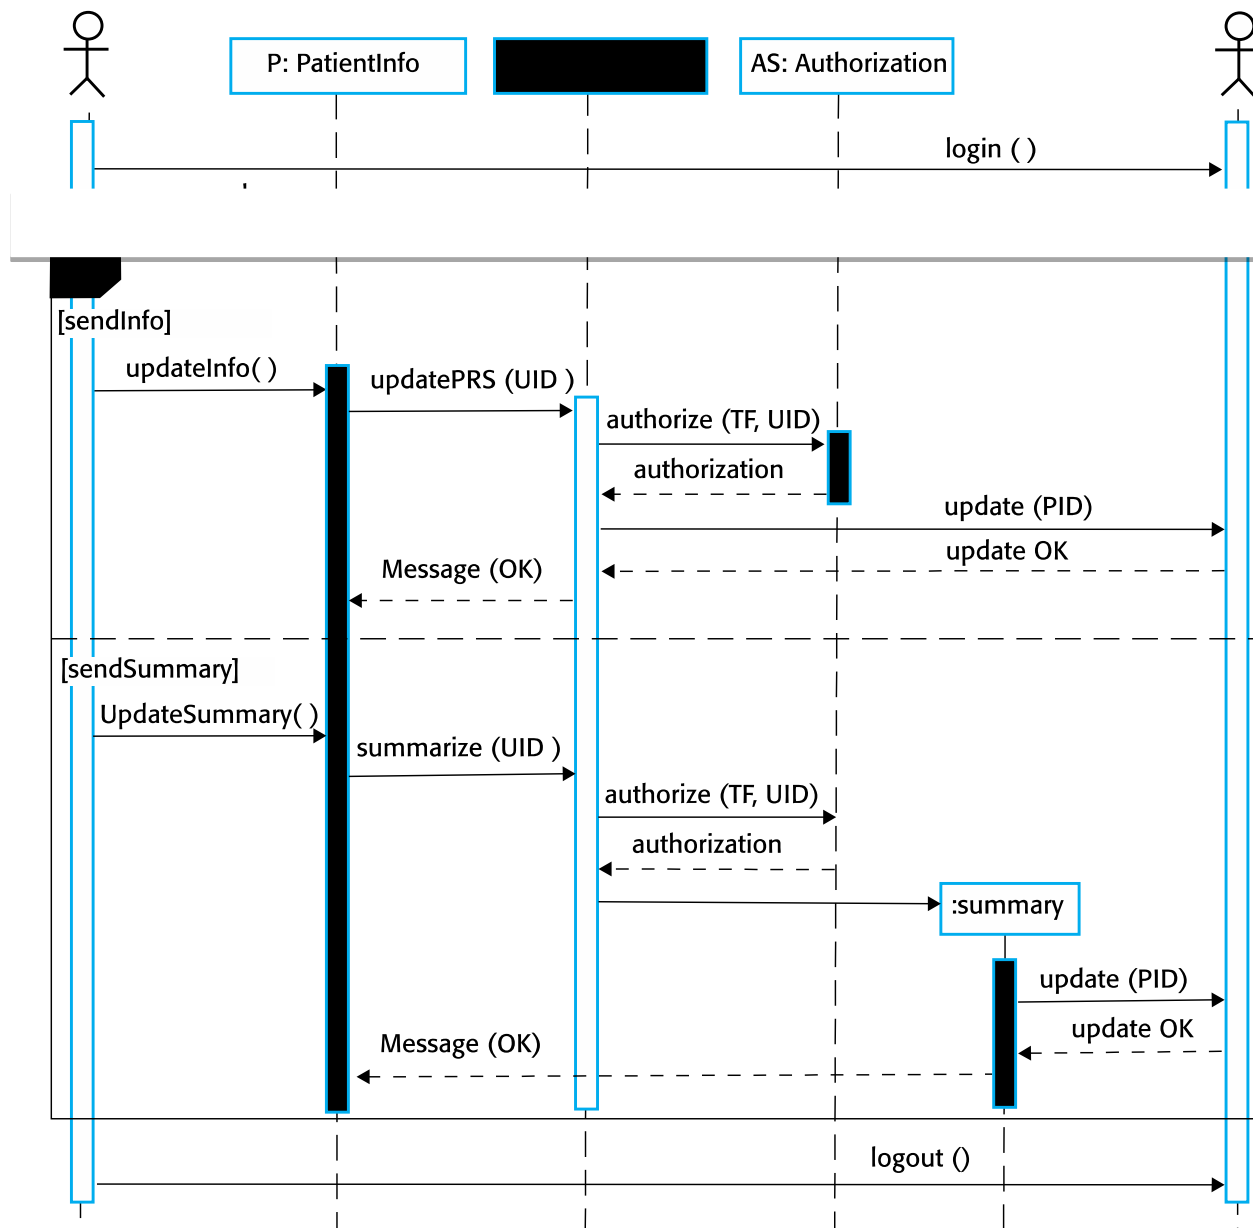 P: PatientInfo
AS: Authorization
login ( )
[sendInfo]
updateInfo( )
updatePRS (UID )
authorize (TF, UID)
authorization
update (PID)
update OK
Message (OK)
[sendSummary]
UpdateSummary( )
summarize (UID )
authorize (TF, UID)
authorization
:summary
update (PID)
update OK
Message (OK)
logout ()